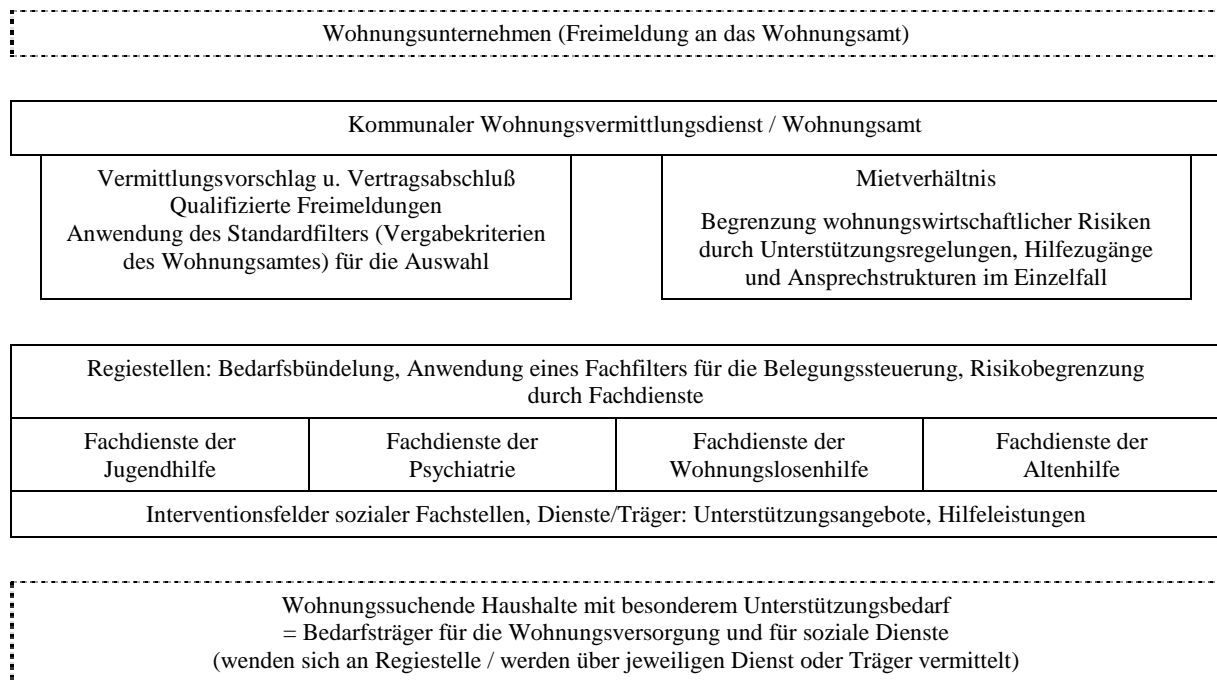 Wohnungsunternehmen (Freimeldung an das Wohnungsamt)
Kommunaler Wohnungsvermittlungsdienst / Wohnungsamt
Vermittlungsvorschlag u. Vertragsabschluß
Qualifizierte Freimeldungen
Anwendung des Standardfilters (Vergabekriterien
des Wohnungsamtes) für die Auswahl
Mietverhältnis
Begrenzung wohnungswirtschaftlicher Risiken
durch Unterstützungsregelungen, Hilfezugänge
und Ansprechstrukturen im Einzelfall
Regiestellen: Bedarfsbündelung, Anwendung eines Fachfilters für die Belegungssteuerung, Risikobegrenzung
durch Fachdienste
Fachdienste der
Jugendhilfe
Fachdienste der
Psychiatrie
Fachdienste der
Wohnungslosenhilfe
Fachdienste der
Altenhilfe
Interventionsfelder sozialer Fachstellen, Dienste/Träger: Unterstützungsangebote, Hilfeleistungen
Wohnungssuchende Haushalte mit besonderem Unterstützungsbedarf
= Bedarfsträger für die Wohnungsversorgung und für soziale Dienste
(wenden sich an Regiestelle / werden über jeweiligen Dienst oder Träger vermittelt)